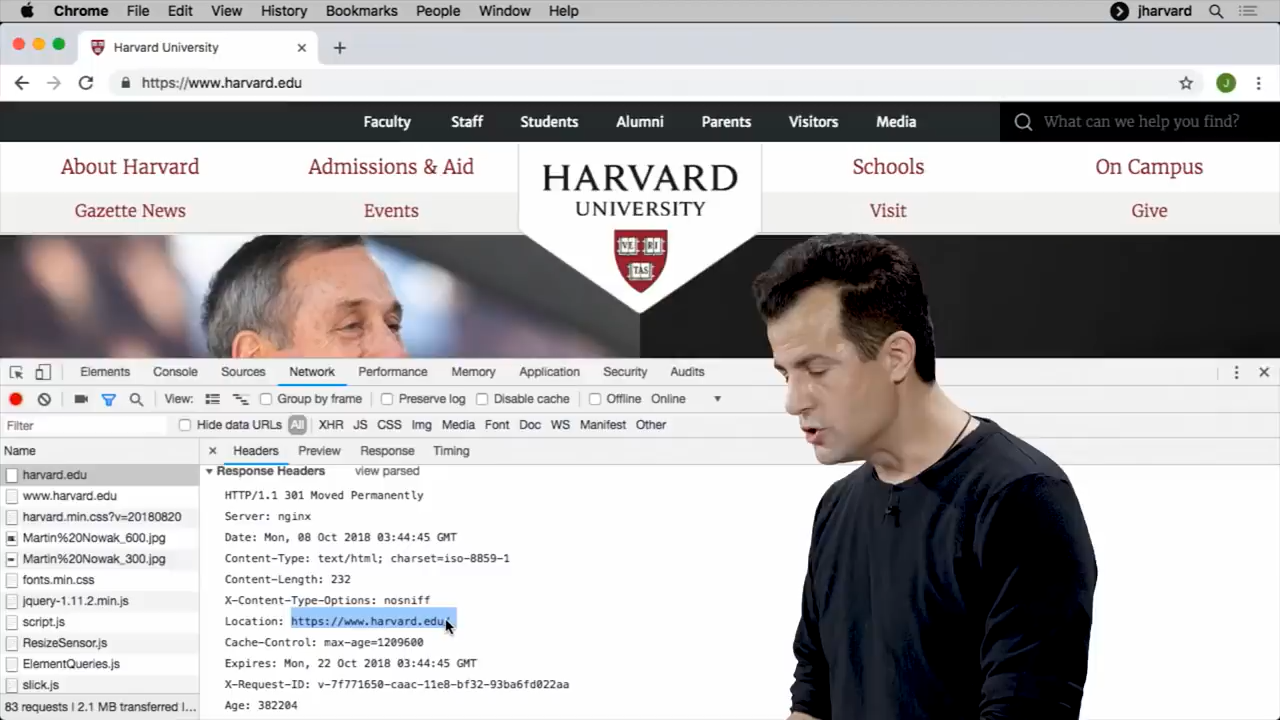 Chrome File Edit View History Bookmarks People Window Help jharvard
Harvard University
https://www.harvard.edu J
Faculty Staff Students Alumni Parents Visitors Media What can we help you find?
About Harvard Admissions & Aid Schools On Campus
HARVARD
UNIVERSITY
Gazette News Events Visit Give
VE RI
TAS
Elements Console Sources Network Performance Memory Application Security Audits
View: Group by frame Preserve log Disable cache Offline Online
Filter Hide data URLs All XHR JS CSS Img Media Font Doc WS Manifest Other
Name
harvard.edu
www.harvard.edu
harvard.min.css?v=20180820
Martin%20Nowak_600.jpg
Martin%20Nowak_300.jpg
fonts.min.css
jquery-1.11.2.min.js
script.js
ResizeSensor.js
ElementQueries.js
slick.js
83 requests | 2.1 MB transferred |...
Headers Preview Response Timing
Response Headers view parsed
HTTP/1.1 301 Moved Permanently
Server: nginx
Date: Mon, 08 Oct 2018 03:44:45 GMT
Content-Type: text/html; charset=iso-8859-1
Content-Length: 232
X-Content-Type-Options: nosniff
Location: https://www.harvard.edu/
Cache-Control: max-age=1209600
Expires: Mon, 22 Oct 2018 03:44:45 GMT
X-Request-ID: v-7f771650-caac-11e8-bf32-93ba6fd022aa
Age: 382204